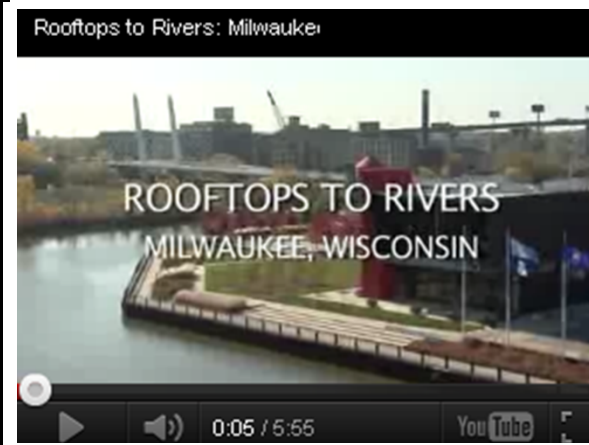 Rooftops to Rivers: Milwauke
ROOFTOPS TO RIVERS
MILWAUKEE, WISCONSIN
0:05 / 5:55
YouTube